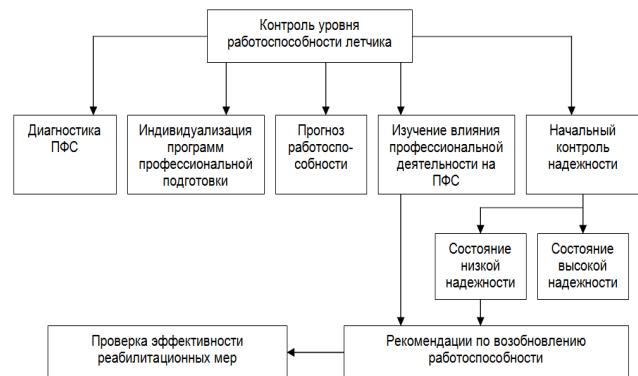 Контроль уровня
работоспособности летчика
Диагностика
ПФС
Индивидуализация
программ
профессиональной
подготовки
Прогноз
работоспо-
собности
Изучение влияния
профессиональной
деятельности на
ПФС
Начальный
контроль
надежности
Состояние
низкой
надежности
Состояние
высокой
надежности
Проверка эффективности
реабилитационных мер
Рекомендации по возобновлению
работоспособности